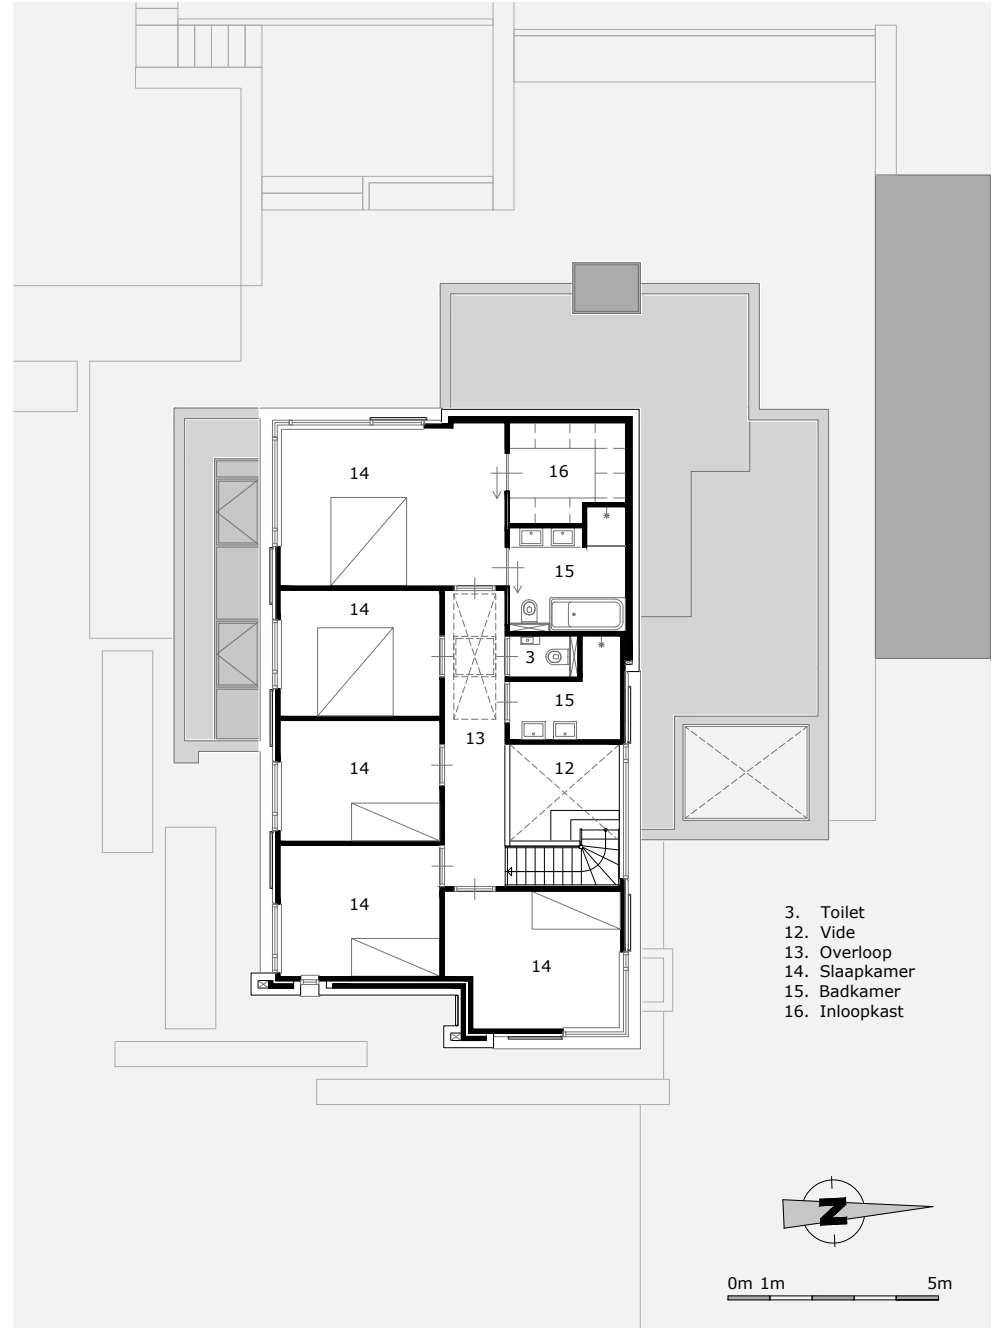 14
16
15
14
3
15
13
12
14
14
14
3. Toilet
12. Vide
13. Overloop
14. Slaapkamer
15. Badkamer
16. Inloopkast
N
0m 1m 5m